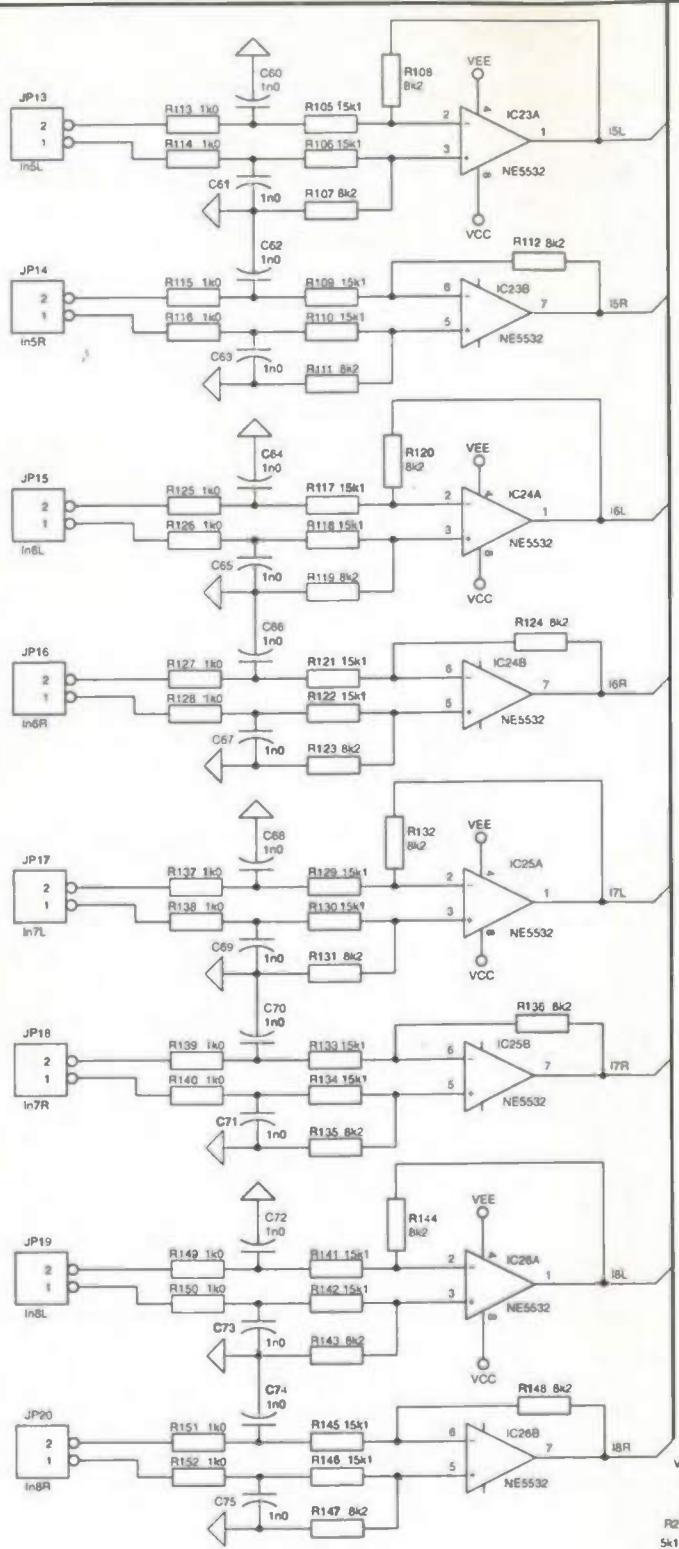 C60
1n0
R108
8k2
VEE
JP13
R113 1k0
R105 15k1
4
IC23A
2
2
1
I5L
R114 1k0
R106 15k1
1
3
In5L
C61
1n0
R107 8k2
8
NE5532
VCC
C62
1n0
R112 8k2
JP14
R115 1k0
R109 15k1
IC23B
2
6
7
I5R
R116 1k0
R110 15k1
1
5
In5R
C63
1n0
R111 8k2
NE5532
C64
1n0
R120
8k2
VEE
JP15
R125 1k0
R117 15k1
4
IC24A
2
2
1
I6L
R126 1k0
R118 15k1
1
3
In6L
C65
1n0
R119 8k2
8
NE5532
VCC
C66
1n0
R124 8k2
JP16
R127 1k0
R121 15k1
IC24B
2
6
7
I6R
R128 1k0
R122 15k1
1
5
In6R
C67
1n0
R123 8k2
NE5532
C68
1n0
R132
8k2
VEE
JP17
R137 1k0
R129 15k1
4
IC25A
2
2
1
I7L
R138 1k0
R130 15k1
1
3
In7L
C69
1n0
R131 8k2
8
NE5532
VCC
C70
1n0
R136 8k2
JP18
R139 1k0
R133 15k1
IC25B
2
6
7
I7R
R140 1k0
R134 15k1
1
5
In7R
C71
1n0
R135 8k2
NE5532
C72
1n0
R144
8k2
VEE
JP19
R149 1k0
R141 15k1
4
IC26A
2
2
1
I8L
R150 1k0
R142 15k1
1
3
In8L
C73
1n0
R143 8k2
8
NE5532
VCC
C74
1n0
R148 8k2
JP20
R151 1k0
R145 15k1
IC26B
2
6
7
I8R
R152 1k0
R146 15k1
1
5
In8R
C75
1n0
R147 8k2
NE5532
V
R2
5k1